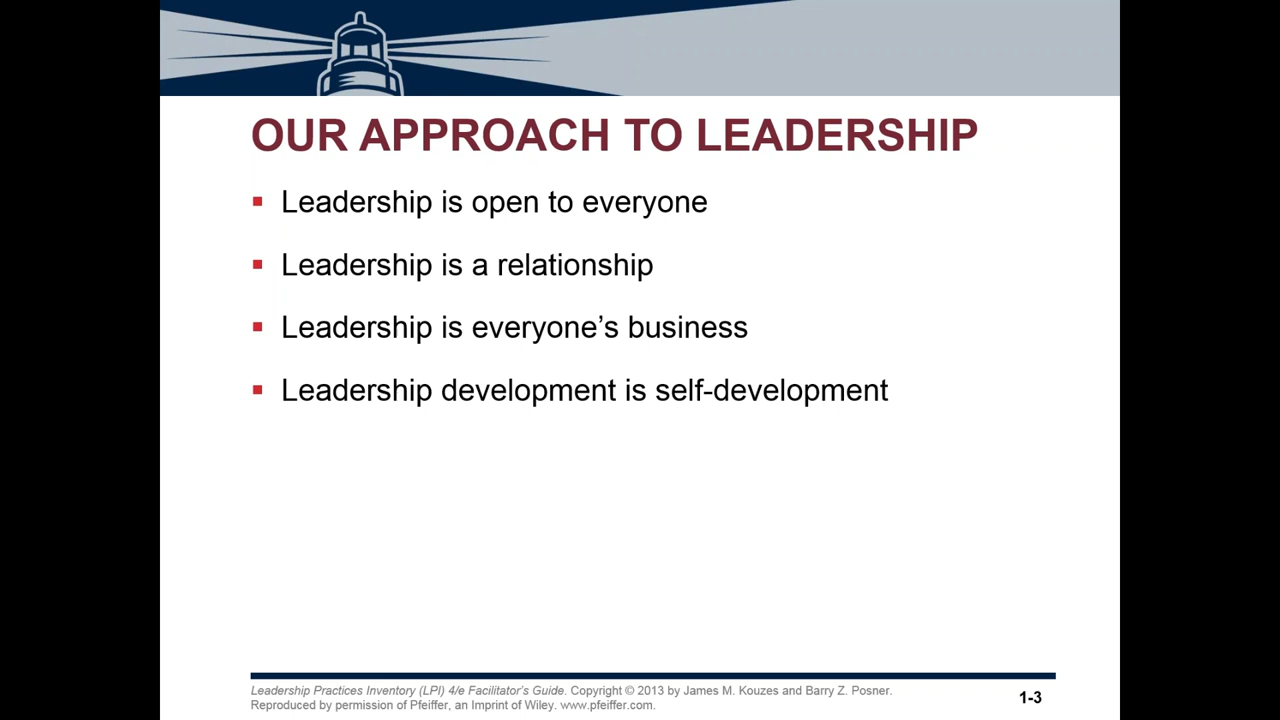 OUR APPROACH TO LEADERSHIP
▪ Leadership is open to everyone
▪ Leadership is a relationship
▪ Leadership is everyone’s business
▪ Leadership development is self-development
Leadership Practices Inventory (LPI) 4/e Facilitator's Guide. Copyright © 2013 by James M. Kouzes and Barry Z. Posner.
Reproduced by permission of Pfeiffer, an Imprint of Wiley. www.pfeiffer.com.
1-3